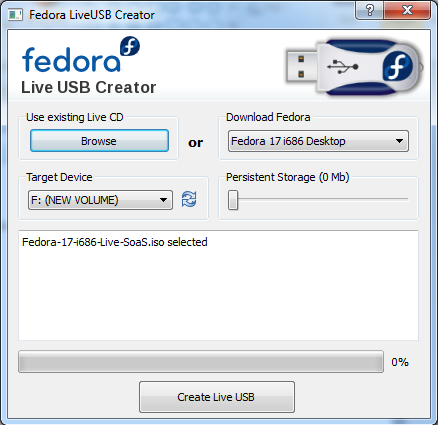 Fedora LiveUSB Creator
fedora
Live USB Creator
Use existing Live CD
Browse
or
Download Fedora
Fedora 17 i686 Desktop
Target Device
F: (NEW VOLUME)
Persistent Storage (0 Mb)
Fedora-17-i686-Live-SoaS.iso selected
0%
Create Live USB